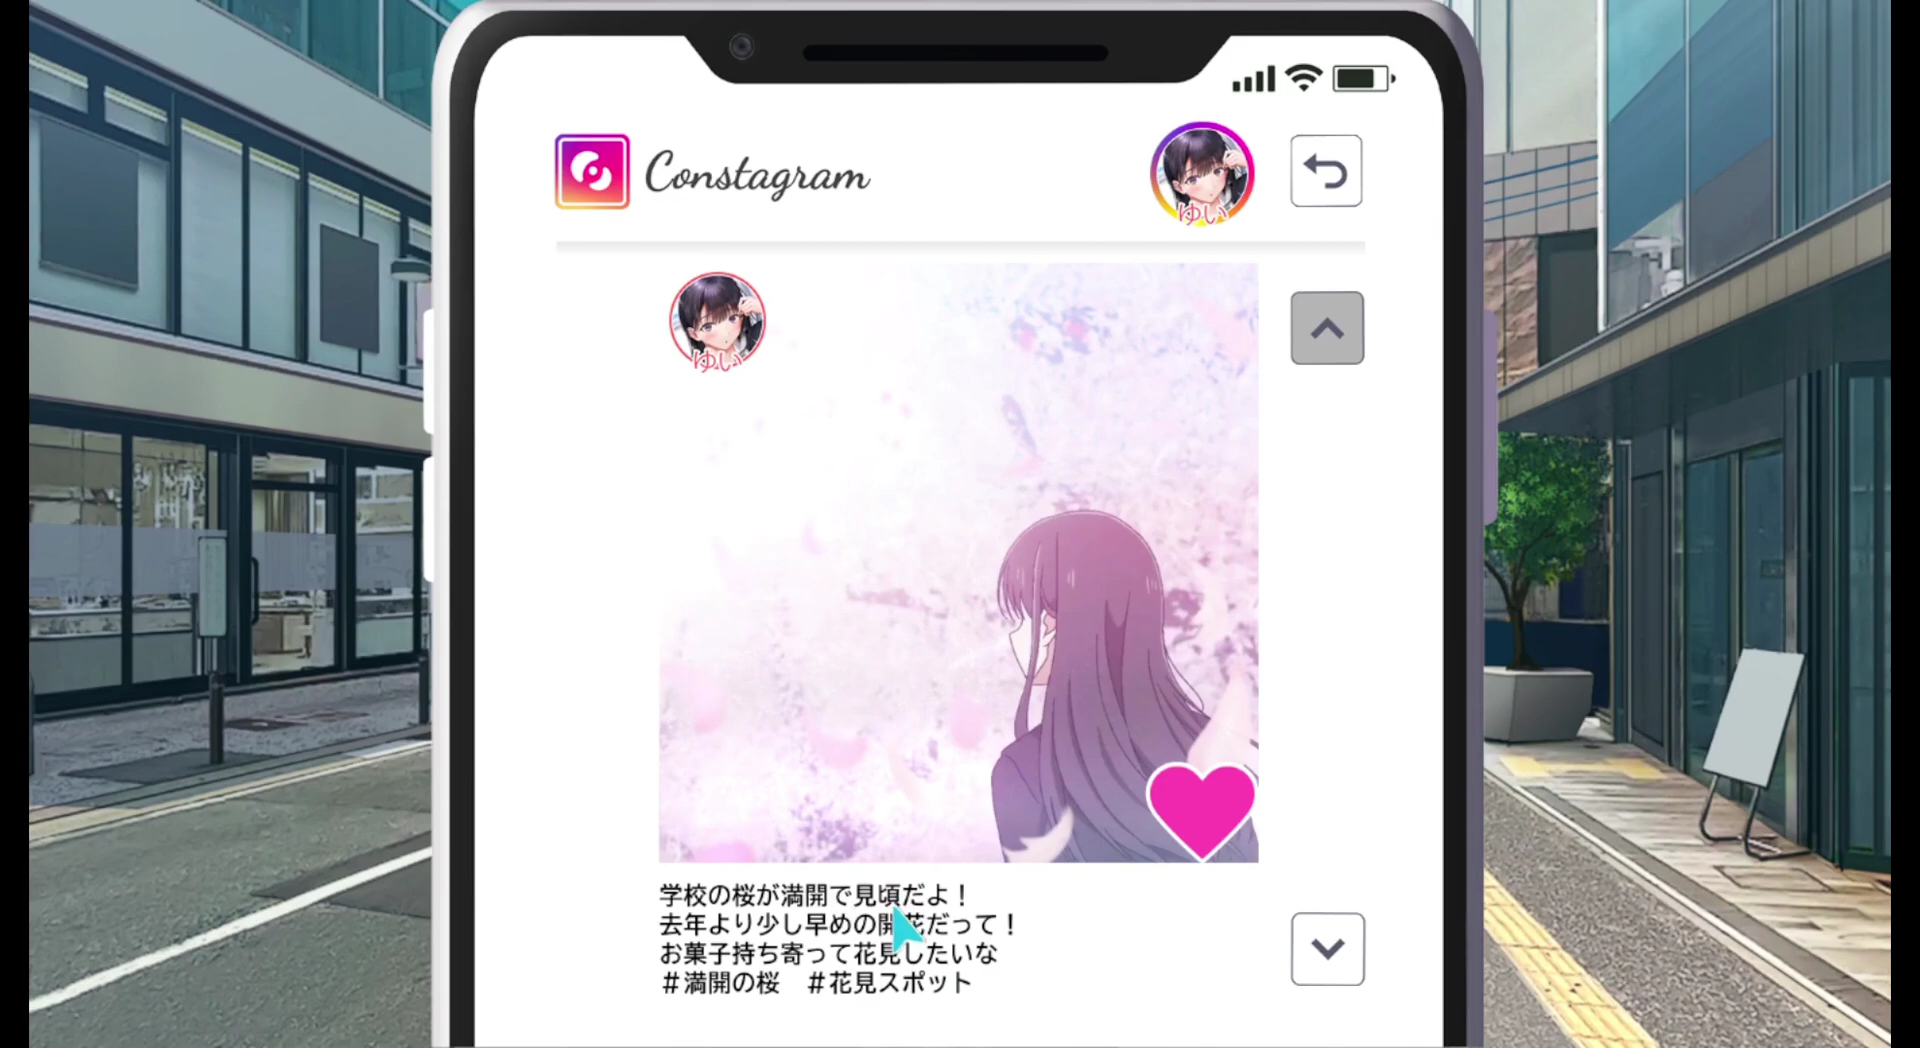 Constagram
ゆい
ゆい
学校の桜が満開で見頃だよ！
去年より少し早めの開花だって！
お菓子持ち寄って花見したいな
＃満開の桜　＃花見スポット